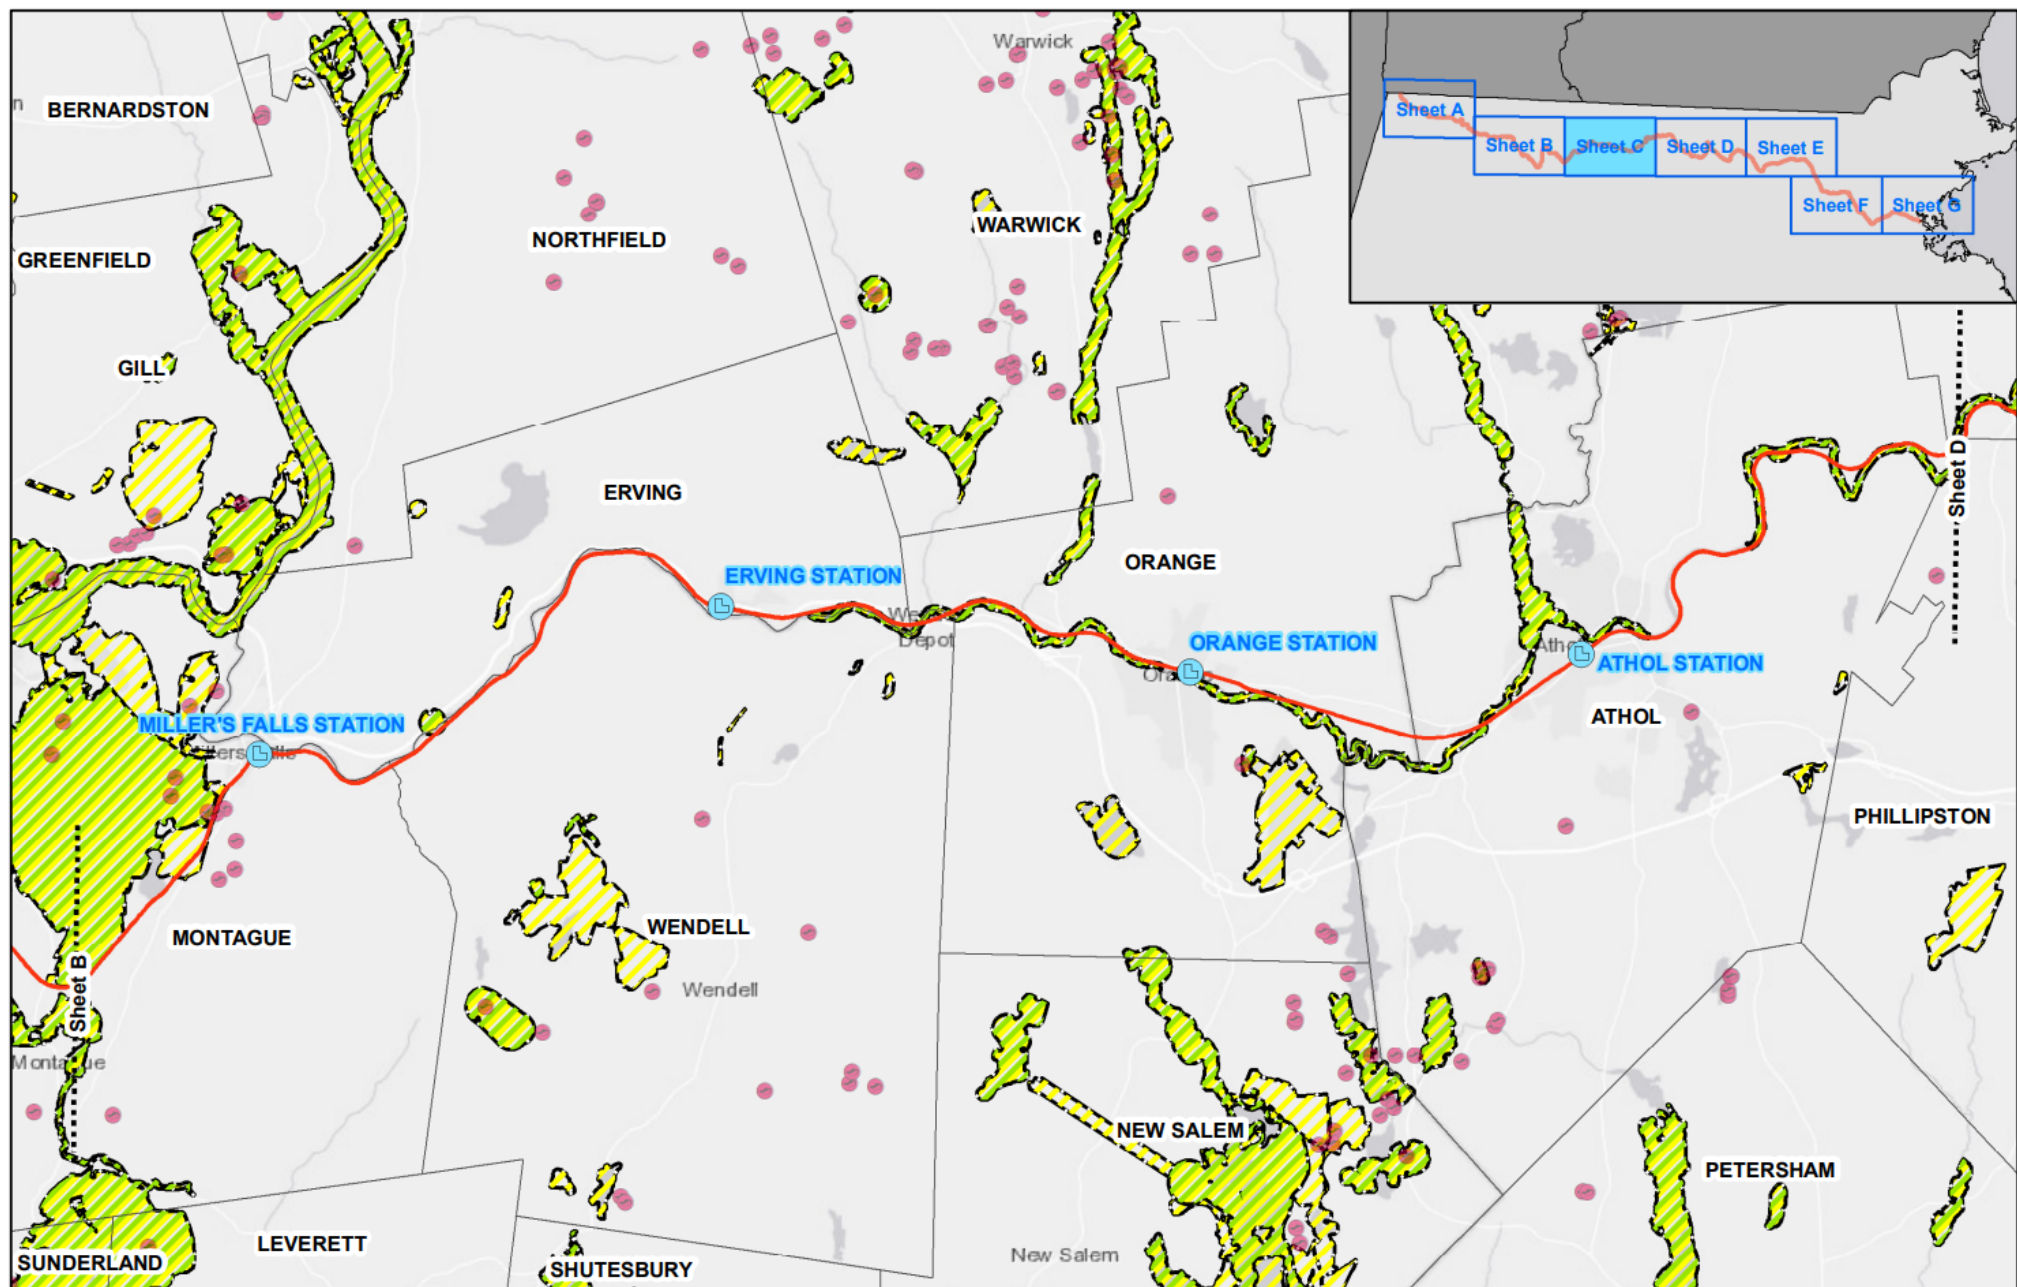 Warwick
BERNARDSTON
Sheet A
Sheet B
Sheet C
Sheet D
Sheet E
Sheet F
Sheet G
NORTHFIELD
WARWICK
GREENFIELD
GILL
ERVING
ORANGE
ERVING STATION
Depot
ORANGE STATION
ATHOL STATION
ATHOL
MILLER'S FALLS STATION
Sheet D
PHILLIPSTON
MONTAGUE
WENDELL
Wendell
Sheet B
Montague
NEW SALEM
PETERSHAM
LEVERETT
New Salem
SUNDERLAND
SHUTESBURY